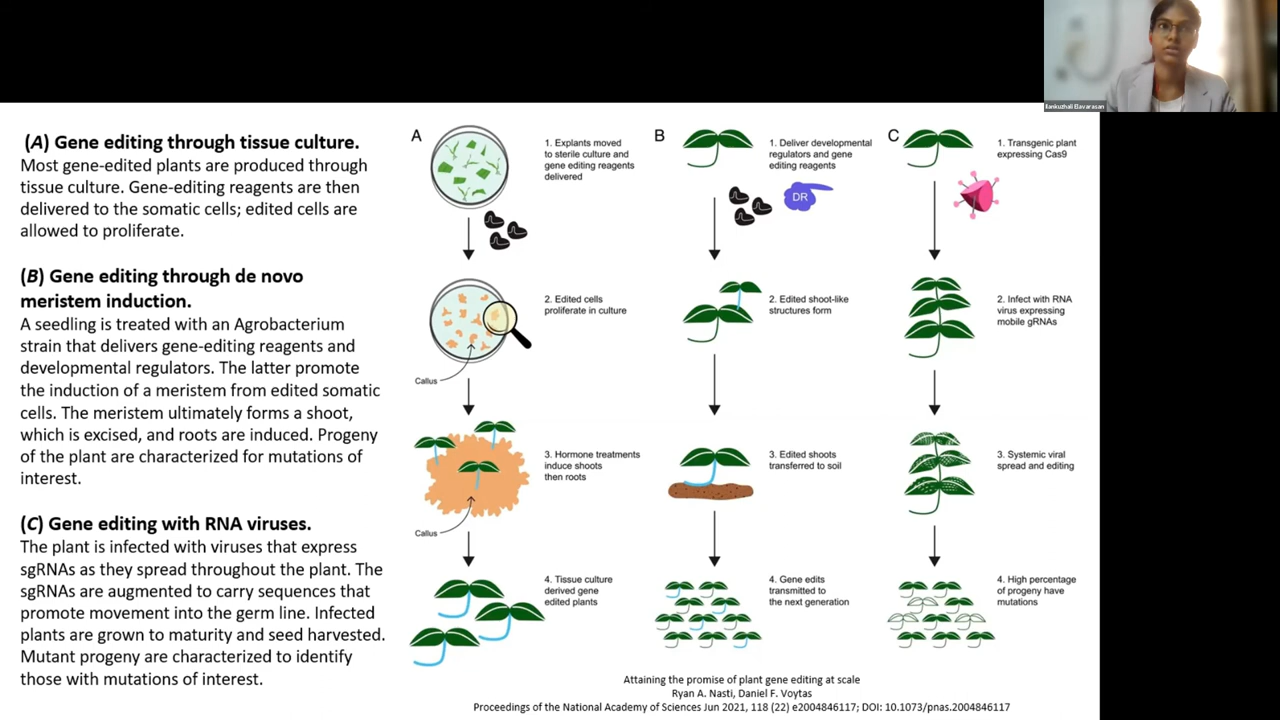 Ilankuzhali Elavarasan
(A) Gene editing through tissue culture.
Most gene-edited plants are produced through
tissue culture. Gene-editing reagents are then
delivered to the somatic cells; edited cells are
allowed to proliferate.
(B) Gene editing through de novo
meristem induction.
A seedling is treated with an Agrobacterium
strain that delivers gene-editing reagents and
developmental regulators. The latter promote
the induction of a meristem from edited somatic
cells. The meristem ultimately forms a shoot,
which is excised, and roots are induced. Progeny
of the plant are characterized for mutations of
interest.
(C) Gene editing with RNA viruses.
The plant is infected with viruses that express
sgRNAs as they spread throughout the plant. The
sgRNAs are augmented to carry sequences that
promote movement into the germ line. Infected
plants are grown to maturity and seed harvested.
Mutant progeny are characterized to identify
those with mutations of interest.
A
1. Explants moved
to sterile culture and
gene editing reagents
delivered
2. Edited cells
proliferate in culture
Callus
3. Hormone treatments
induce shoots
then roots
Callus
4. Tissue culture
derived gene
edited plants
B
1. Deliver developmental
regulators and gene
editing reagents
DR
2. Edited shoot-like
structures form
3. Edited shoots
transferred to soil
4. Gene edits
transmitted to
the next generation
C
1. Transgenic plant
expressing Cas9
2. Infect with RNA
virus expressing
mobile gRNAs
3. Systemic viral
spread and editing
4. High percentage
of progeny have
mutations
Attaining the promise of plant gene editing at scale
Ryan A. Nasti, Daniel F. Voytas
Proceedings of the National Academy of Sciences Jun 2021, 118 (22) e2004846117; DOI: 10.1073/pnas.2004846117